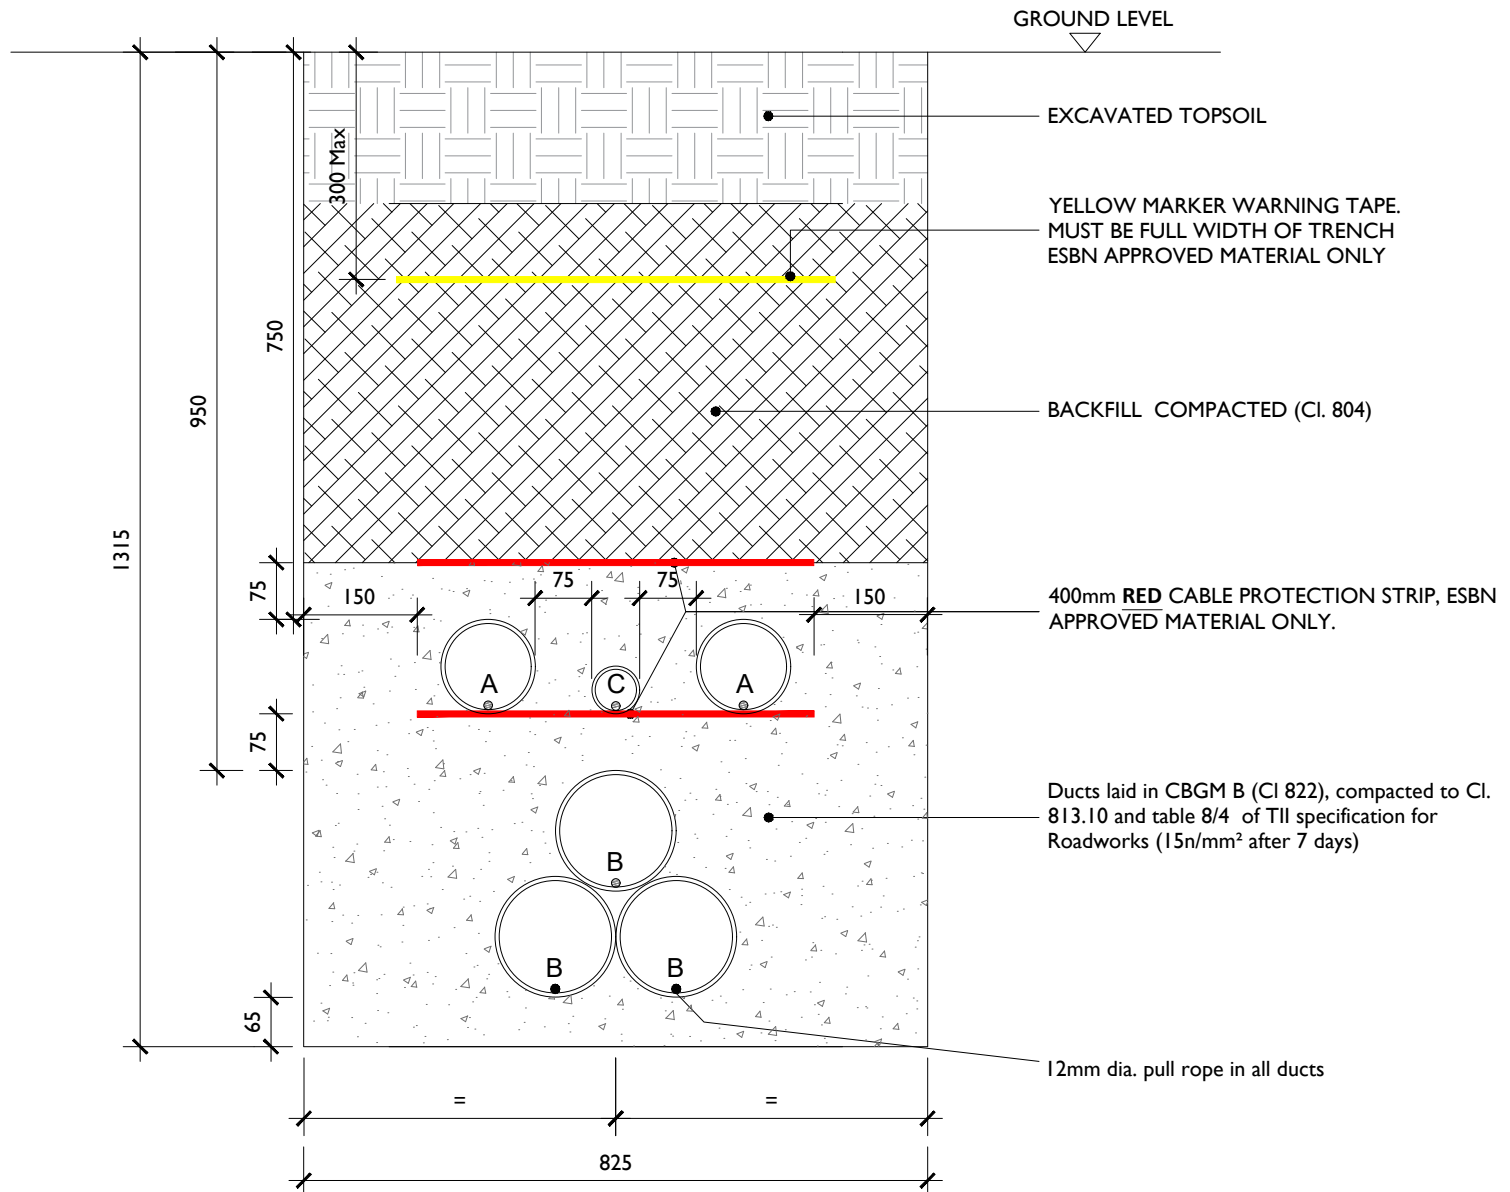 GROUND LEVEL
EXCAVATED TOPSOIL
300 Max
YELLOW MARKER WARNING TAPE.
MUST BE FULL WIDTH OF TRENCH
ESBN APPROVED MATERIAL ONLY
750
950
BACKFILL COMPACTED (Cl. 804)
1315
75
75
75
150
150
400mm RED CABLE PROTECTION STRIP, ESBN
APPROVED MATERIAL ONLY.
A
C
A
75
Ducts laid in CBGM B (Cl 822), compacted to Cl.
813.10 and table 8/4 of TII specification for
Roadworks (15n/mm² after 7 days)
B
B
B
65
12mm dia. pull rope in all ducts
=
=
825